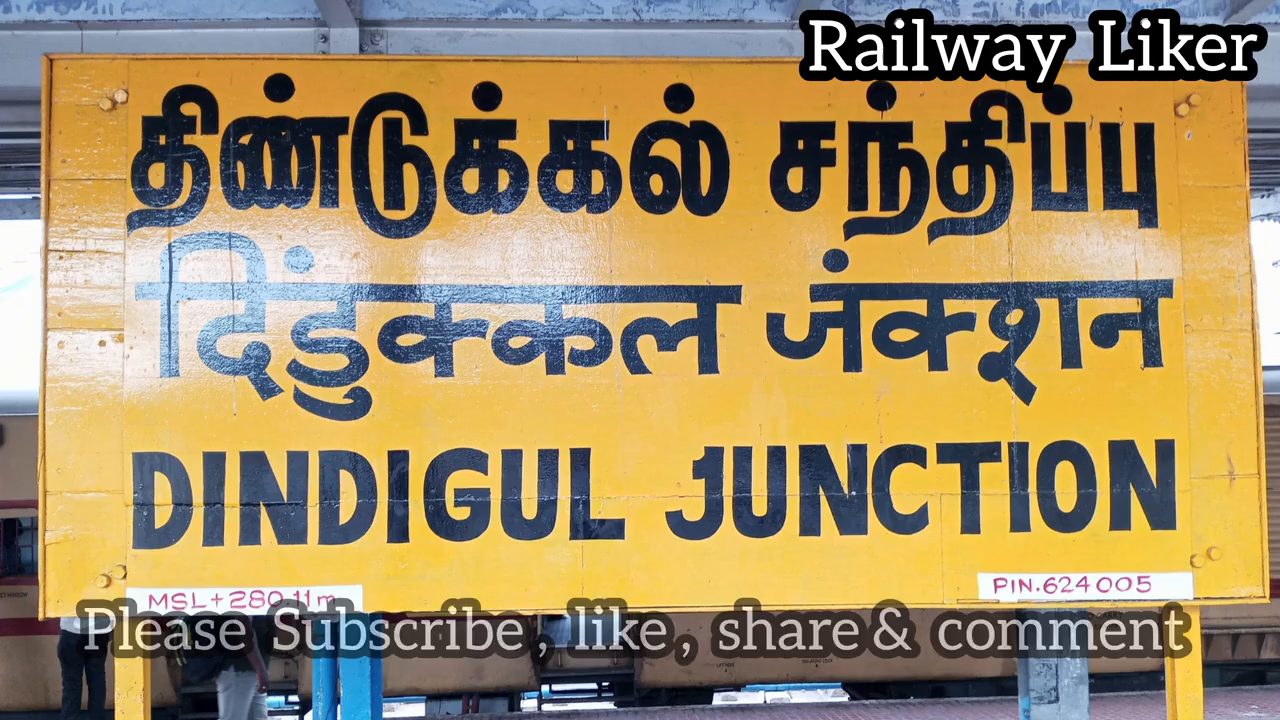 Railway Liker
திண்டுக்கல் சந்திப்பு
दिंडुक्कल जंक्शन
DINDIGUL JUNCTION
MSL+280.11m
PIN.624005
Please Subscribe, like, share & comment